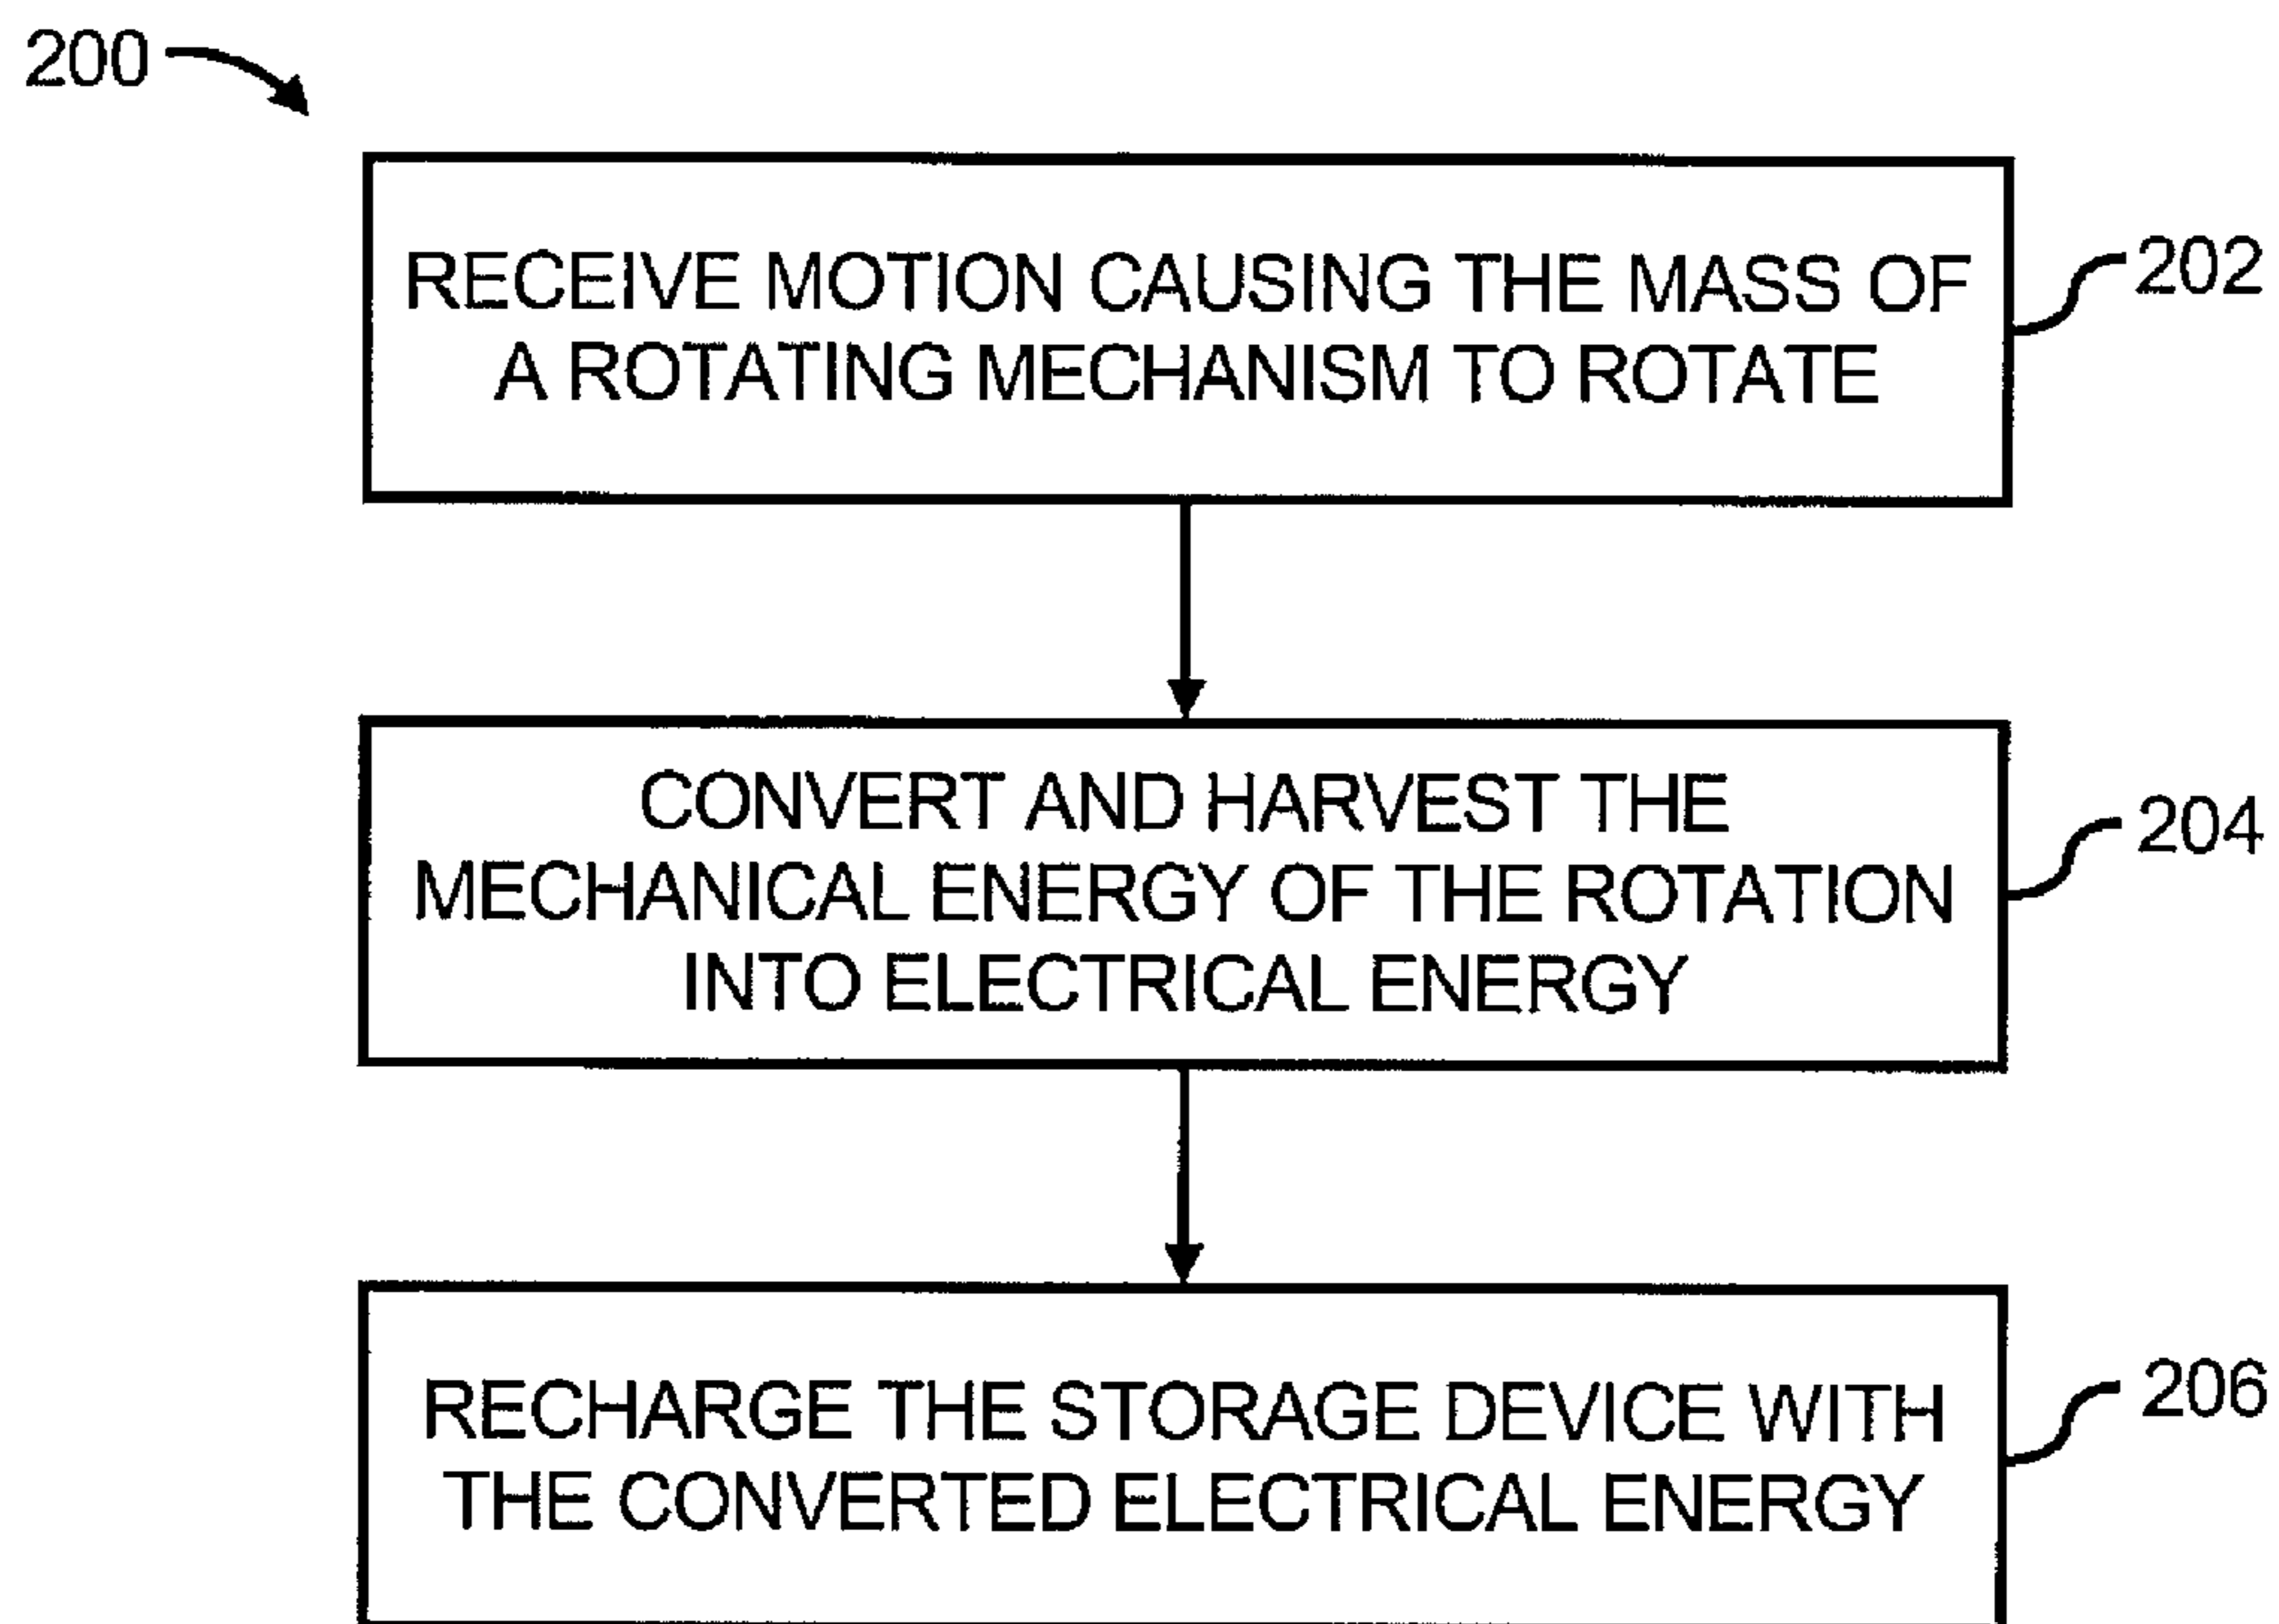 200
RECEIVE MOTION CAUSING THE MASS OF
A ROTATING MECHANISM TO ROTATE
202
CONVERT AND HARVEST THE
MECHANICAL ENERGY OF THE ROTATION
INTO ELECTRICAL ENERGY
204
RECHARGE THE STORAGE DEVICE WITH
THE CONVERTED ELECTRICAL ENERGY
206